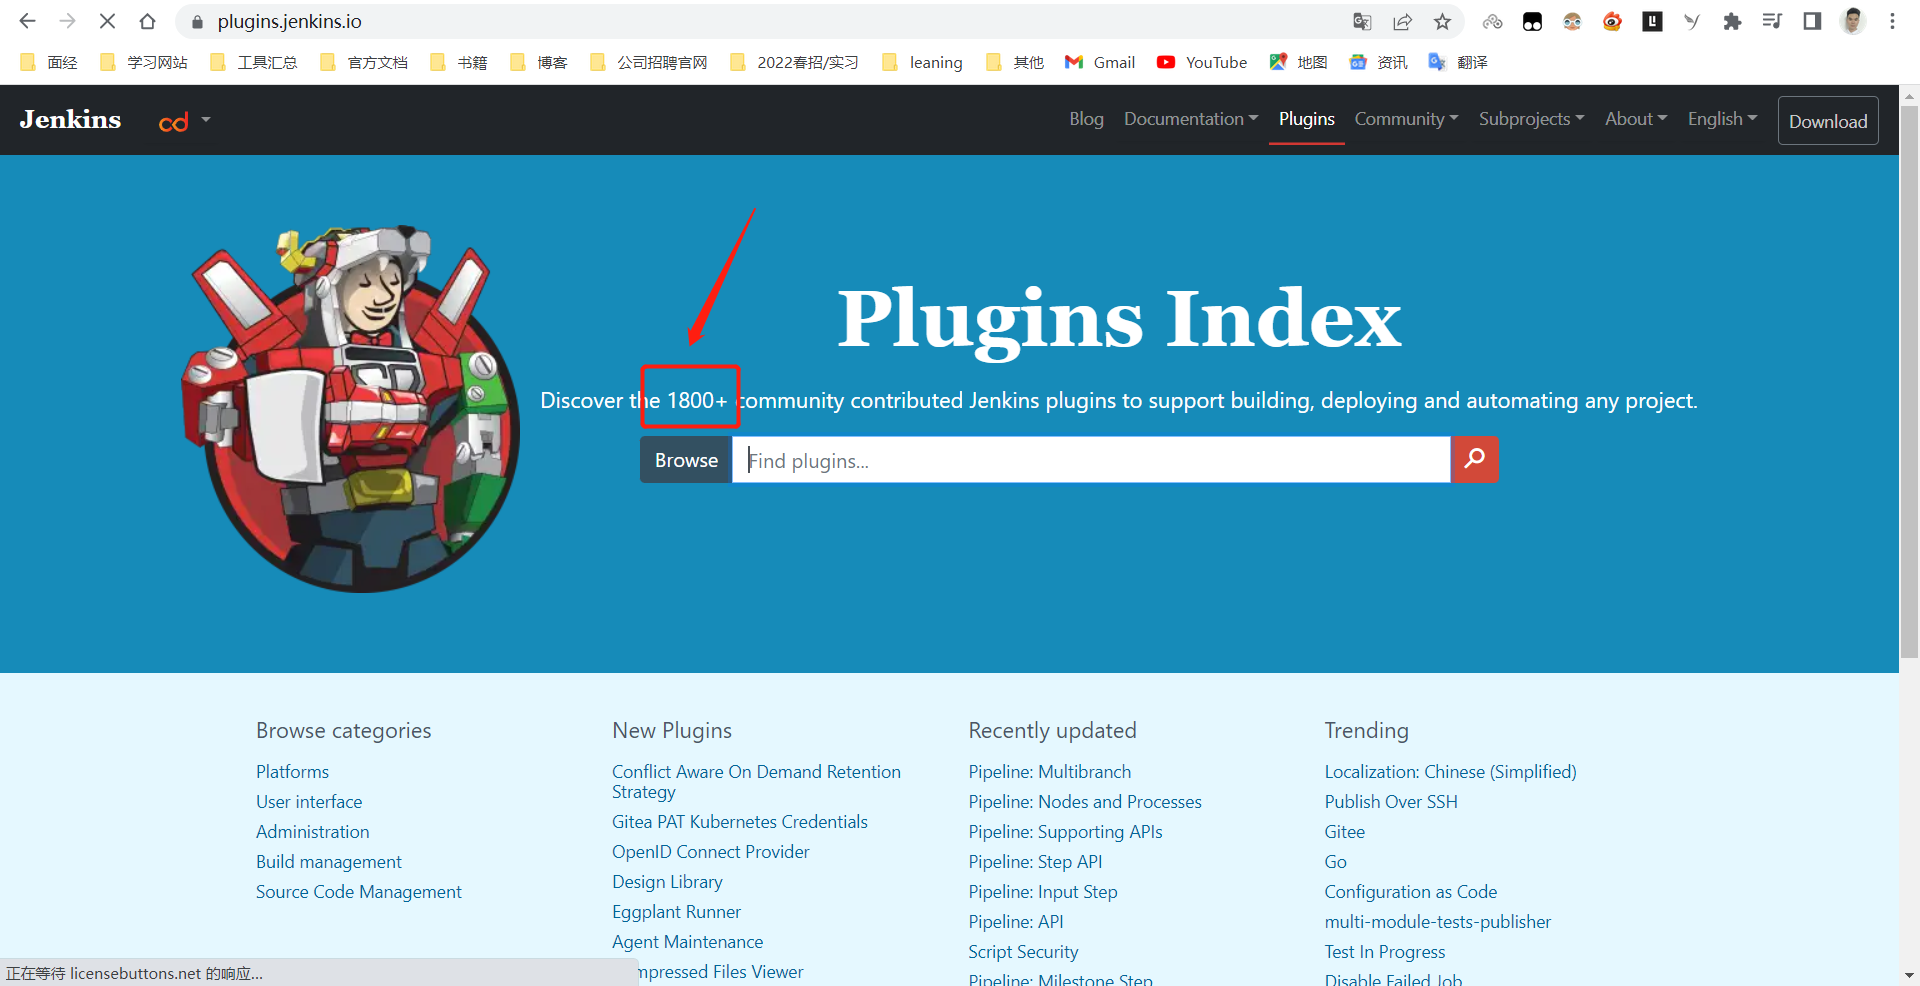 plugins.jenkins.io
面经 学习网站 工具汇总 官方文档 书籍 博客 公司招聘官网 2022春招/实习 leaning 其他 Gmail YouTube 地图 资讯 翻译
Jenkins cd Blog Documentation Plugins Community Subprojects About English Download
Plugins Index
Discover the 1800+ community contributed Jenkins plugins to support building, deploying and automating any project.
Browse Find plugins...
Browse categories
Platforms
User interface
Administration
Build management
Source Code Management
New Plugins
Conflict Aware On Demand Retention
Strategy
Gitea PAT Kubernetes Credentials
OpenID Connect Provider
Design Library
Eggplant Runner
Agent Maintenance
mpressed Files Viewer
Recently updated
Pipeline: Multibranch
Pipeline: Nodes and Processes
Pipeline: Supporting APIs
Pipeline: Step API
Pipeline: Input Step
Pipeline: API
Script Security
Pipeline: Milestone Step
Trending
Localization: Chinese (Simplified)
Publish Over SSH
Gitee
Go
Configuration as Code
multi-module-tests-publisher
Test In Progress
Disable Failed Job
正在等待 licensebuttons.net 的响应...